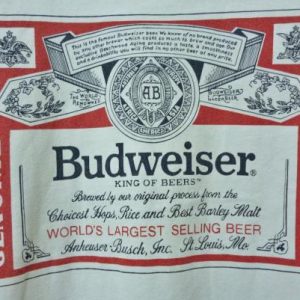 This is the famous Budweiser beer. We know of no brand produced
by any other brewer which costs so much to brew and age. Our
exclusive Beechwood Aging produces a taste, a smoothness
and a drinkability you will find in no other beer at any price.
AB
Budweiser
KING OF BEERS
Brewed by our original process from the
Choicest Hops, Rice and Best Barley Malt
WORLD'S LARGEST SELLING BEER
Anheuser-Busch, Inc. St. Louis, Mo.
GENUINE